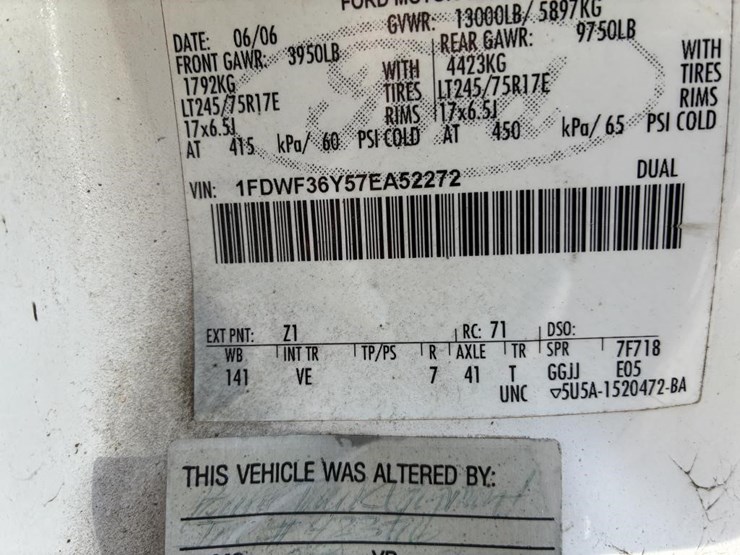 FORD
GVWR: 13000LB/ 5897KG
DATE: 06/06
FRONT GAWR: 3950LB REAR GAWR: 9750LB
1792KG WITH 4423KG WITH
LT245/75R17E TIRES LT245/75R17E TIRES
17x6.5J RIMS 17x6.5J RIMS
AT 415 kPa/ 60 PSI COLD AT 450 kPa/ 65 PSI COLD
VIN: 1FDWF36Y57EA52272 DUAL
EXT PNT: Z1 RC: 71 DSO:
WB INT TR TP/PS R AXLE TR SPR 7F718
141 VE 7 41 T GGJJ E05
UNC ▽5U5A-1520472-BA
THIS VEHICLE WAS ALTERED BY: